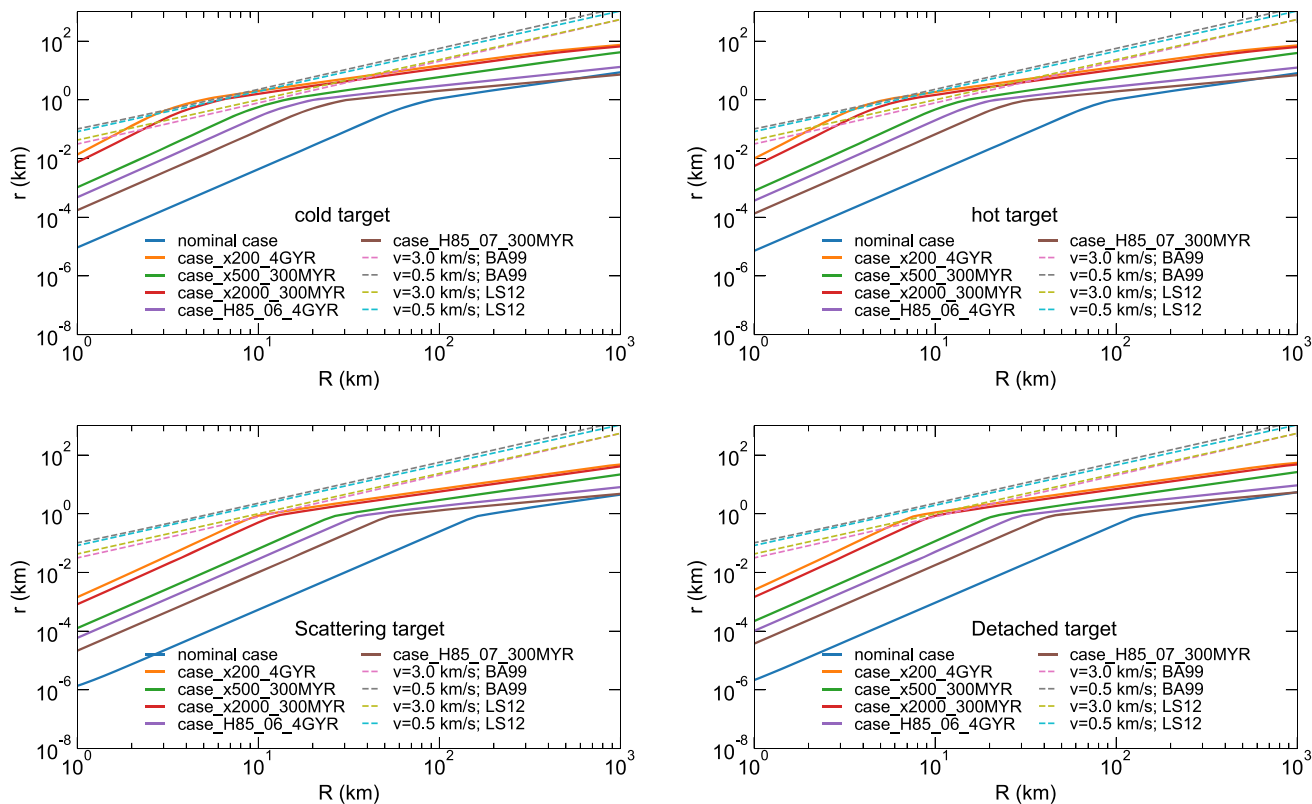 r (km)
10^2
10^0
10^-2
10^-4
10^-6
10^-8
cold target
nominal case
case_x200_4GYR
case_x500_300MYR
case_x2000_300MYR
case_H85_06_4GYR
case_H85_07_300MYR
v=3.0 km/s; BA99
v=0.5 km/s; BA99
v=3.0 km/s; LS12
v=0.5 km/s; LS12
10^0 10^1 10^2 10^3
R (km)
r (km)
10^2
10^0
10^-2
10^-4
10^-6
10^-8
hot target
nominal case
case_x200_4GYR
case_x500_300MYR
case_x2000_300MYR
case_H85_06_4GYR
case_H85_07_300MYR
v=3.0 km/s; BA99
v=0.5 km/s; BA99
v=3.0 km/s; LS12
v=0.5 km/s; LS12
10^0 10^1 10^2 10^3
R (km)
r (km)
10^2
10^0
10^-2
10^-4
10^-6
10^-8
Scattering target
nominal case
case_x200_4GYR
case_x500_300MYR
case_x2000_300MYR
case_H85_06_4GYR
case_H85_07_300MYR
v=3.0 km/s; BA99
v=0.5 km/s; BA99
v=3.0 km/s; LS12
v=0.5 km/s; LS12
10^0 10^1 10^2 10^3
R (km)
r (km)
10^2
10^0
10^-2
10^-4
10^-6
10^-8
Detached target
nominal case
case_x200_4GYR
case_x500_300MYR
case_x2000_300MYR
case_H85_06_4GYR
case_H85_07_300MYR
v=3.0 km/s; BA99
v=0.5 km/s; BA99
v=3.0 km/s; LS12
v=0.5 km/s; LS12
10^0 10^1 10^2 10^3
R (km)